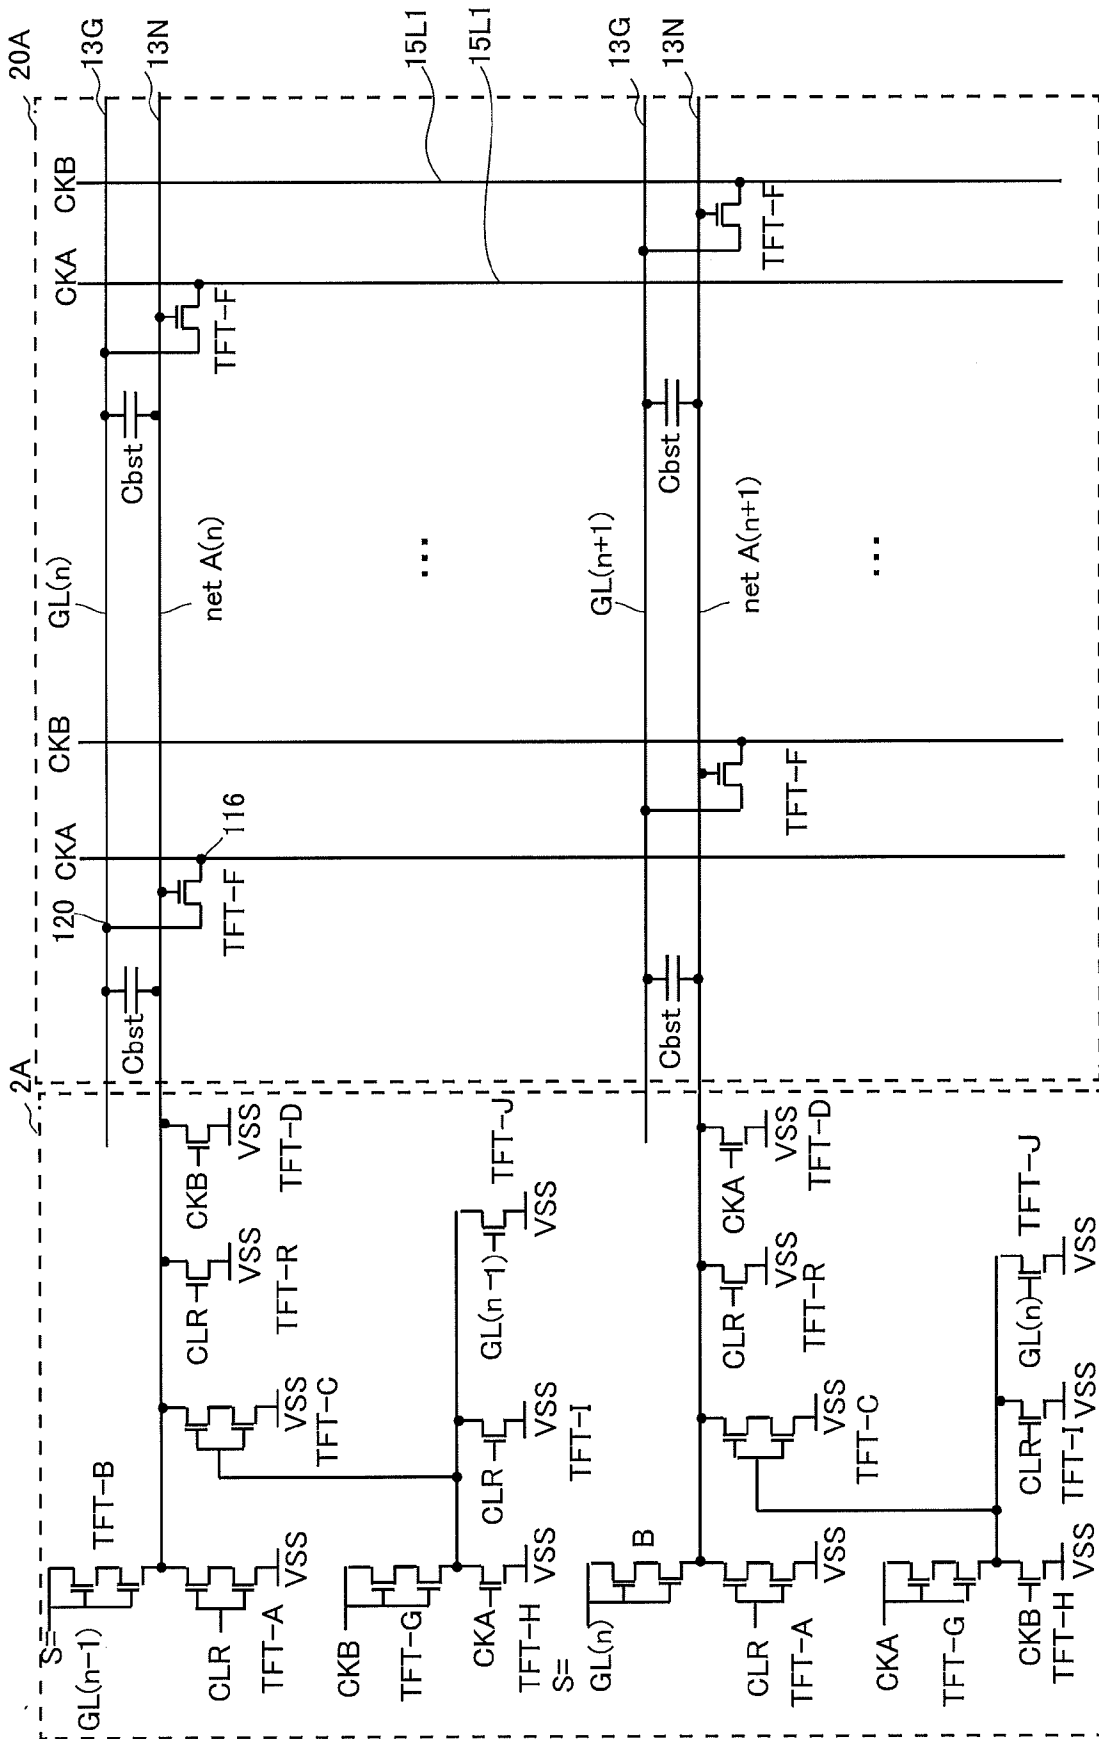 2A
20A
S=
GL(n-1)
TFT-B
CLR
TFT-A
VSS
TFT-C
VSS
CLR
VSS
TFT-R
CKB
VSS
TFT-D
CKB
TFT-G
CKA
TFT-H
VSS
CLR
VSS
TFT-I
GL(n-1)
VSS
TFT-J
Cbst
120
CKA
116
TFT-F
CKB
GL(n)
net A(n)
Cbst
TFT-F
CKA
CKB
13G
13N
15L1
15L1
...
S=
GL(n)
B
CLR
TFT-A
VSS
TFT-C
VSS
CLR
VSS
TFT-R
CKA
VSS
TFT-D
CKA
TFT-G
CKB
TFT-H
VSS
CLR
VSS
TFT-I
GL(n)
VSS
TFT-J
Cbst
TFT-F
GL(n+1)
net A(n+1)
Cbst
TFT-F
13G
13N
...